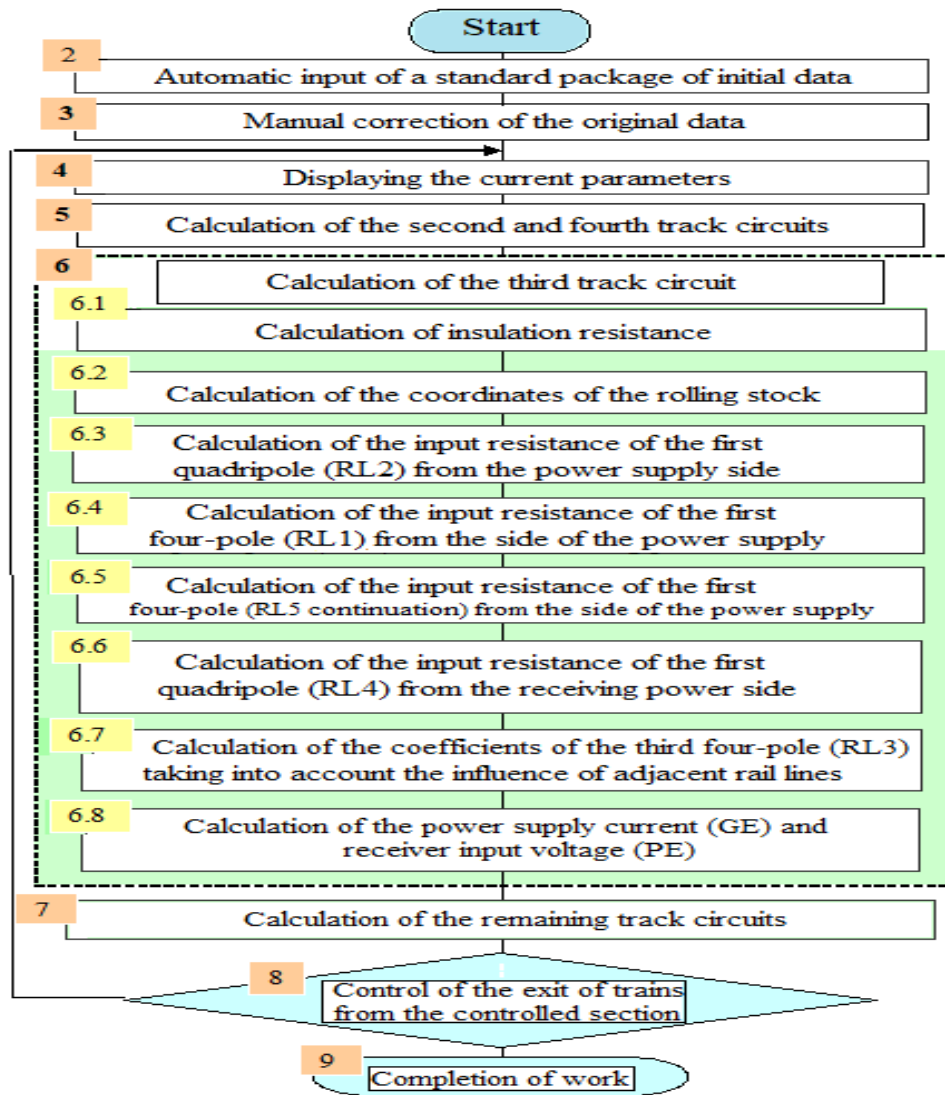 Start
2
Automatic input of a standard package of initial data
3
Manual correction of the original data
4
Displaying the current parameters
5
Calculation of the second and fourth track circuits
6
Calculation of the third track circuit
6.1
Calculation of insulation resistance
6.2
Calculation of the coordinates of the rolling stock
6.3
Calculation of the input resistance of the first
quadripole (RL2) from the power supply side
6.4
Calculation of the input resistance of the first
four-pole (RL1) from the side of the power supply
6.5
Calculation of the input resistance of the first
four-pole (RL5 continuation) from the side of the power supply
6.6
Calculation of the input resistance of the first
quadripole (RL4) from the receiving power side
6.7
Calculation of the coefficients of the third four-pole (RL3)
taking into account the influence of adjacent rail lines
6.8
Calculation of the power supply current (GE) and
receiver input voltage (PE)
7
Calculation of the remaining track circuits
8
Control of the exit of trains
from the controlled section
9
Completion of work